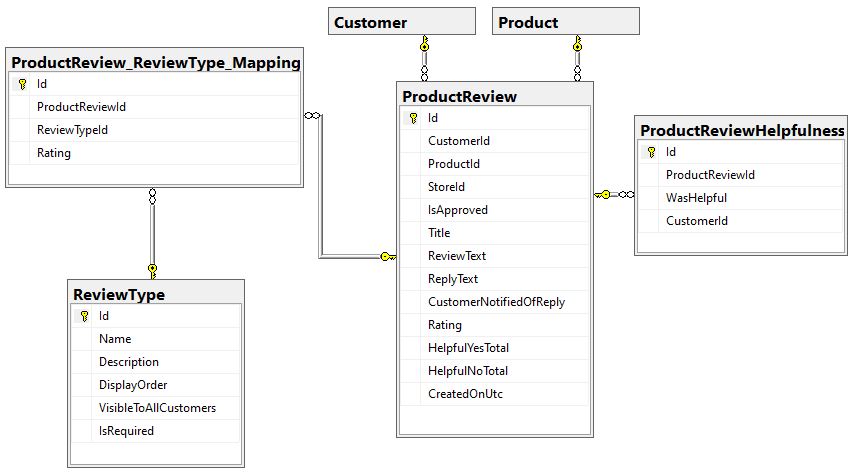 Customer
Product
ProductReview_ReviewType_Mapping
Id
ProductReviewId
ReviewTypeId
Rating
ProductReview
Id
CustomerId
ProductId
StoreId
IsApproved
Title
ReviewText
ReplyText
CustomerNotifiedOfReply
Rating
HelpfulYesTotal
HelpfulNoTotal
CreatedOnUtc
ProductReviewHelpfulness
Id
ProductReviewId
WasHelpful
CustomerId
ReviewType
Id
Name
Description
DisplayOrder
VisibleToAllCustomers
IsRequired